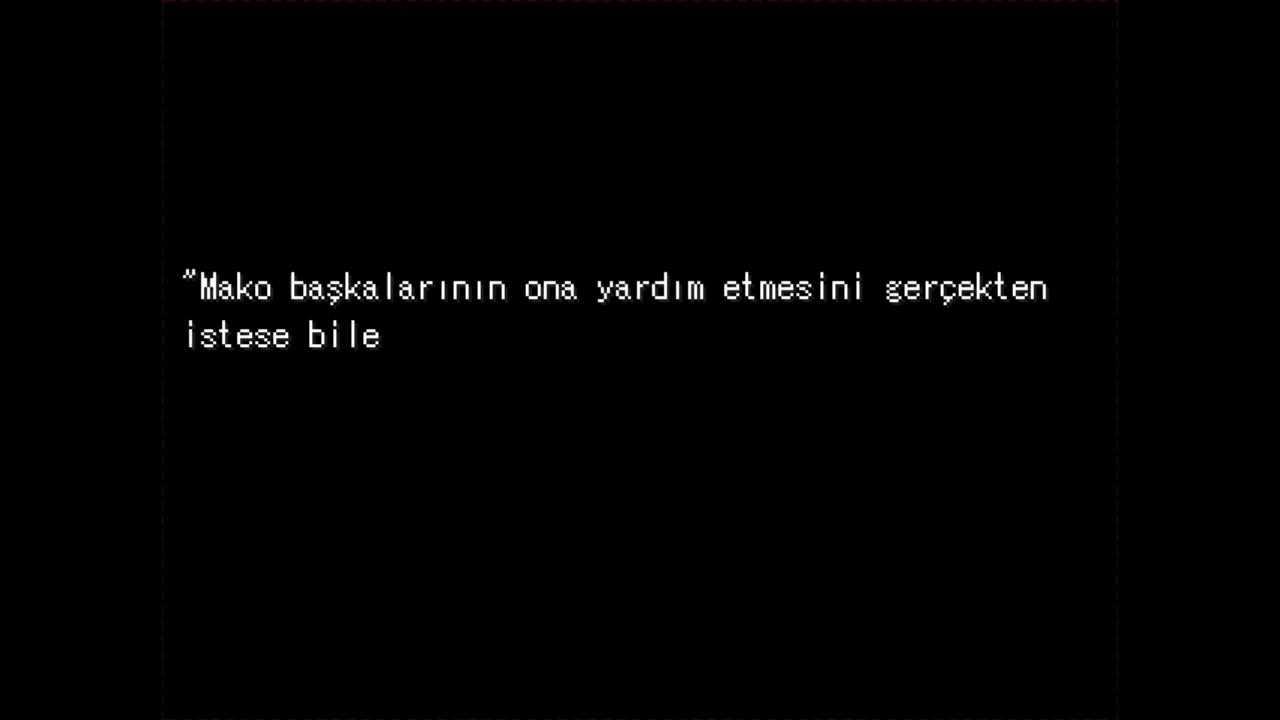 "Mako başkalarının ona yardım etmesini gerçekten
istese bile